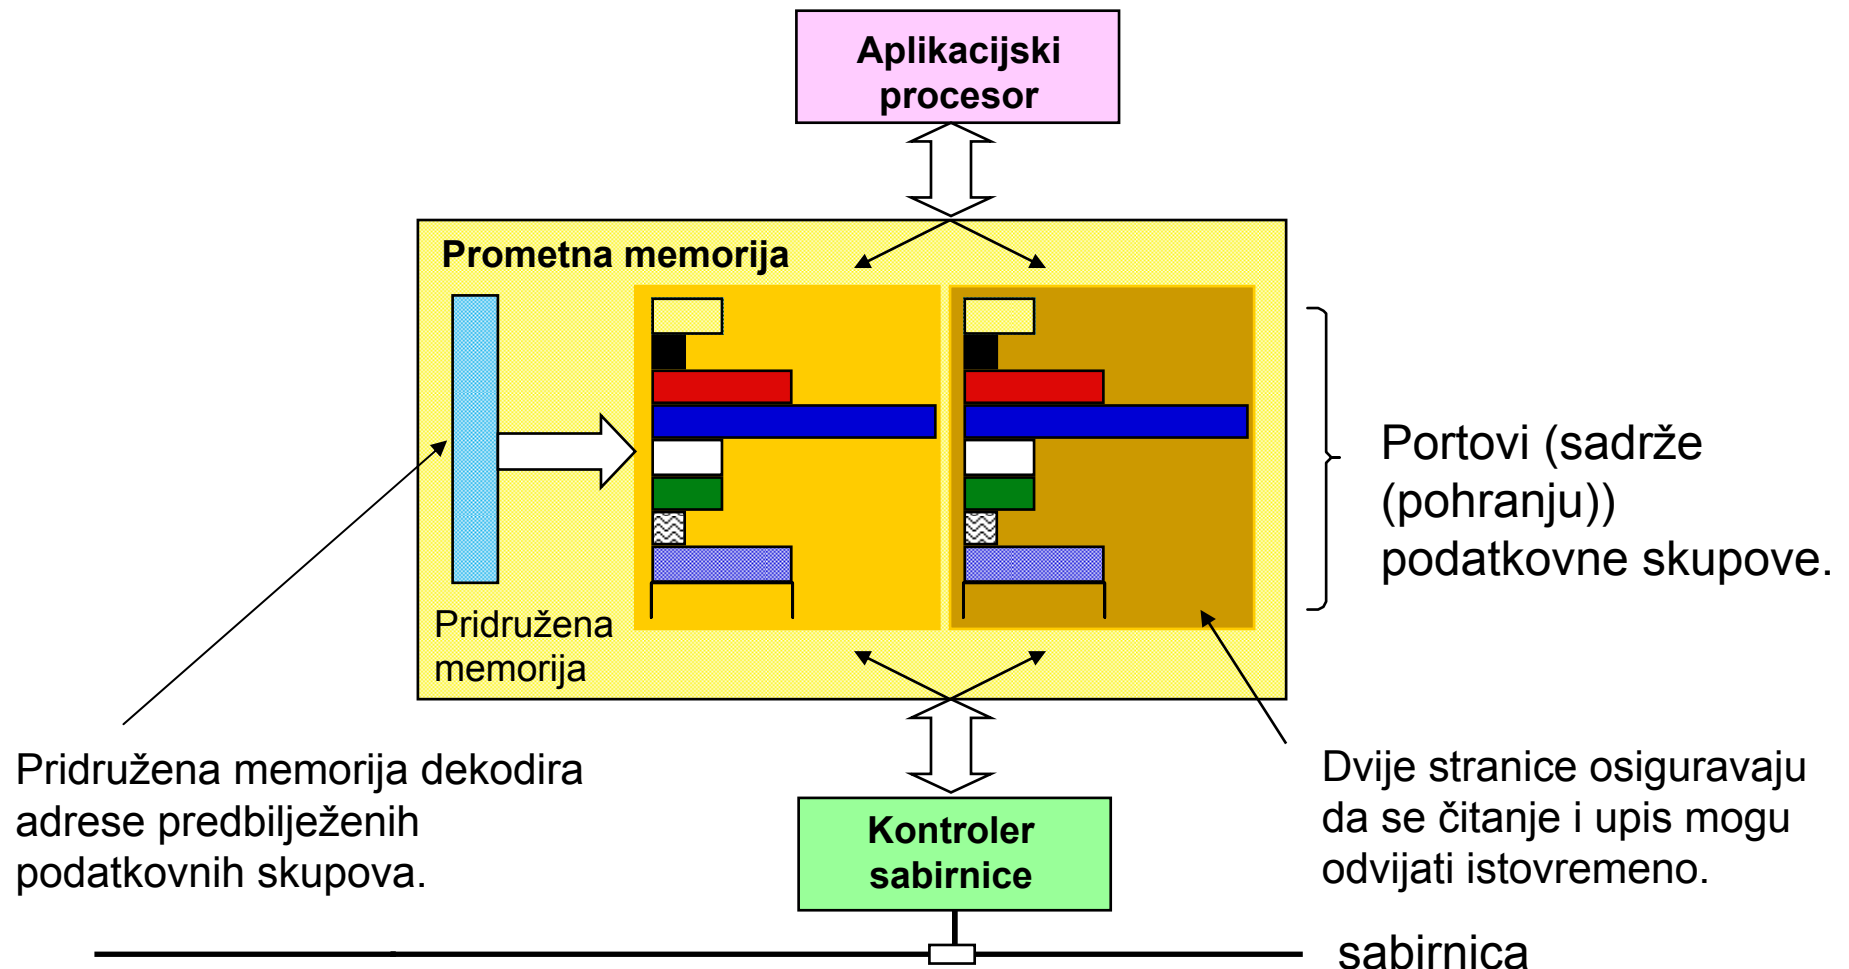 Aplikacijski
procesor
Prometna memorija
Pridružena
memorija
Portovi (sadrže
(pohranju))
podatkovne skupove.
Pridružena memorija dekodira
adrese predbilježenih
podatkovnih skupova.
Kontroler
sabirnice
Dvije stranice osiguravaju
da se čitanje i upis mogu
odvijati istovremeno.
sabirnica